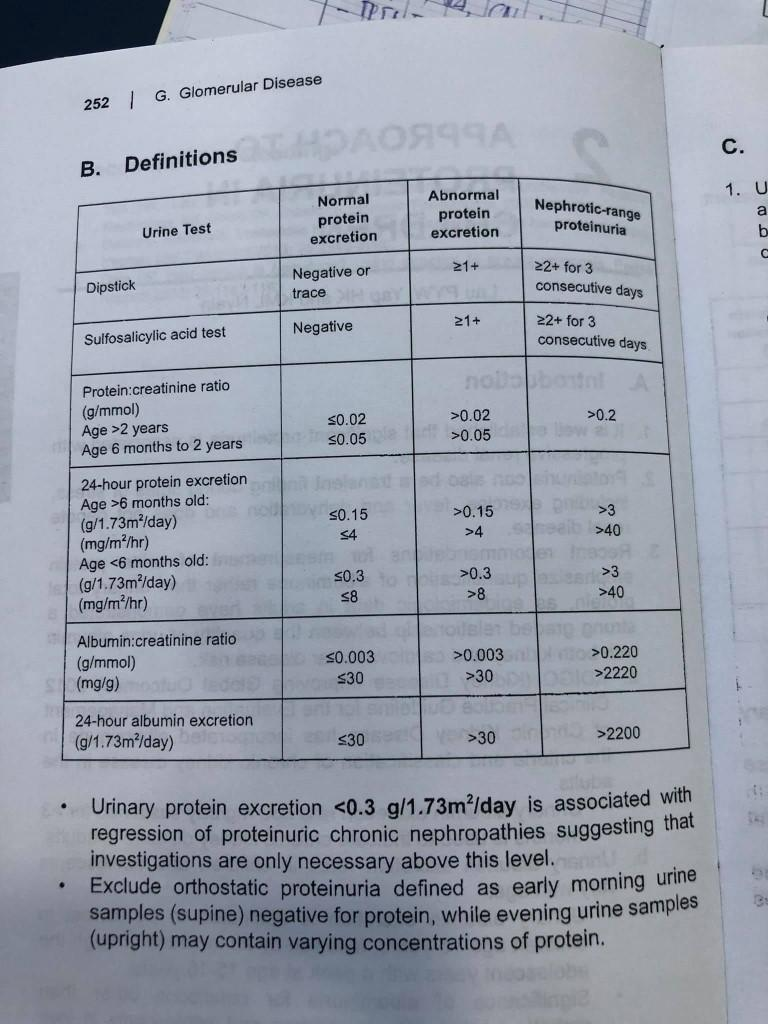 252 | G. Glomerular Disease
B. Definitions
Urine Test
Normal protein excretion
Abnormal protein excretion
Nephrotic-range proteinuria
Dipstick
Negative or trace
≥1+
≥2+ for 3 consecutive days
Sulfosalicylic acid test
Negative
≥1+
≥2+ for 3 consecutive days
Protein:creatinine ratio
(g/mmol)
Age >2 years ≤0.02 >0.02 >0.2
Age 6 months to 2 years ≤0.05 >0.05
24-hour protein excretion
Age >6 months old:
(g/1.73m²/day) ≤0.15 >0.15 >3
(mg/m²/hr) ≤4 >4 >40
Age <6 months old:
(g/1.73m²/day) ≤0.3 >0.3 >3
(mg/m²/hr) ≤8 >8 >40
Albumin:creatinine ratio
(g/mmol) ≤0.003 >0.003 >0.220
(mg/g) ≤30 >30 >2220
24-hour albumin excretion
(g/1.73m²/day) ≤30 >30 >2200
• Urinary protein excretion <0.3 g/1.73m²/day is associated with
regression of proteinuric chronic nephropathies suggesting that
investigations are only necessary above this level.
• Exclude orthostatic proteinuria defined as early morning urine
samples (supine) negative for protein, while evening urine samples
(upright) may contain varying concentrations of protein.
C.
1. U
a
b